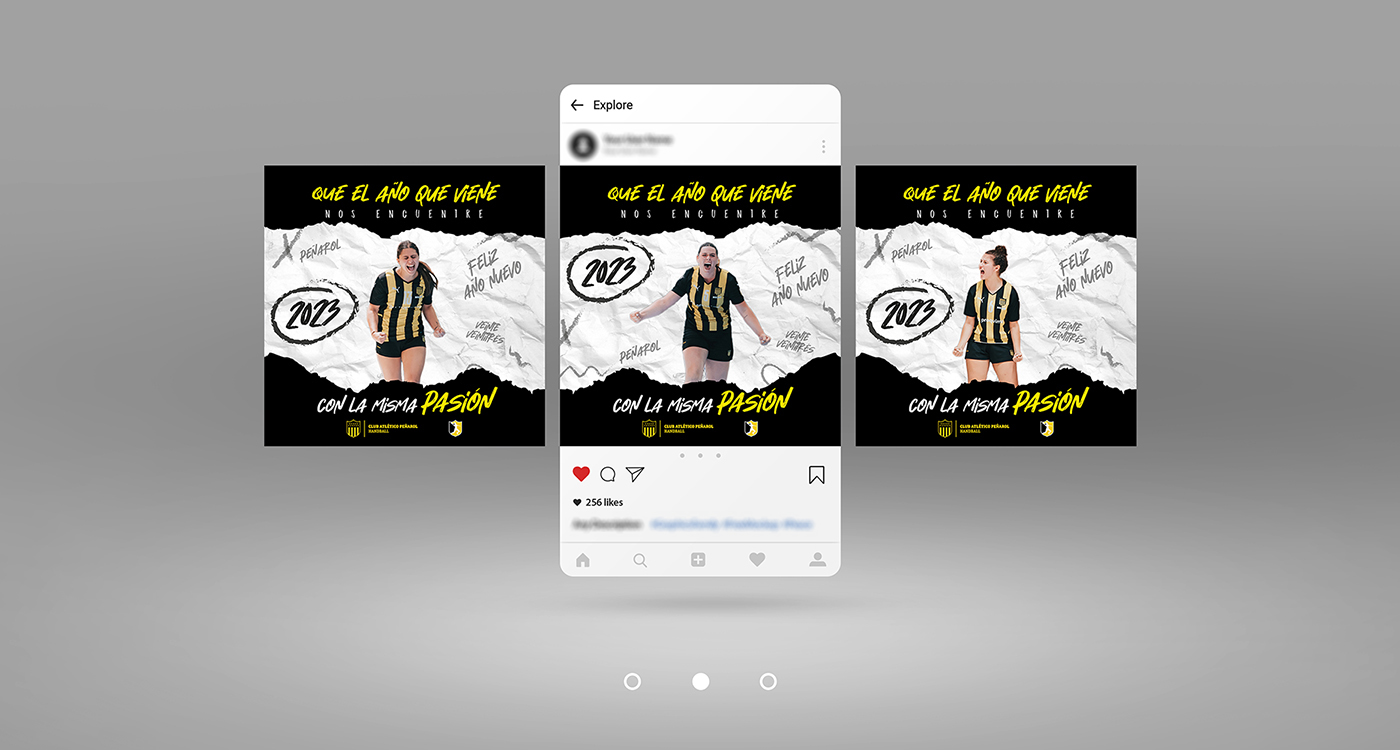 Explore
QUE EL AÑO QUE VIENE
NOS ENCUENTRE
PEÑAROL
FELIZ
AÑO NUEVO
2023
VEINTE
VEINTITRES
CON LA MISMA PASIÓN
CLUB ATLÉTICO PEÑAROL
HANDBALL
QUE EL AÑO QUE VIENE
NOS ENCUENTRE
2023
FELIZ
AÑO NUEVO
VEINTE
VEINTITRES
PEÑAROL
CON LA MISMA PASIÓN
CLUB ATLÉTICO PEÑAROL
HANDBALL
QUE EL AÑO QUE VIENE
NOS ENCUENTRE
PEÑAROL
FELIZ
AÑO NUEVO
2023
VEINTE
VEINTITRES
CON LA MISMA PASIÓN
CLUB ATLÉTICO PEÑAROL
HANDBALL
256 likes